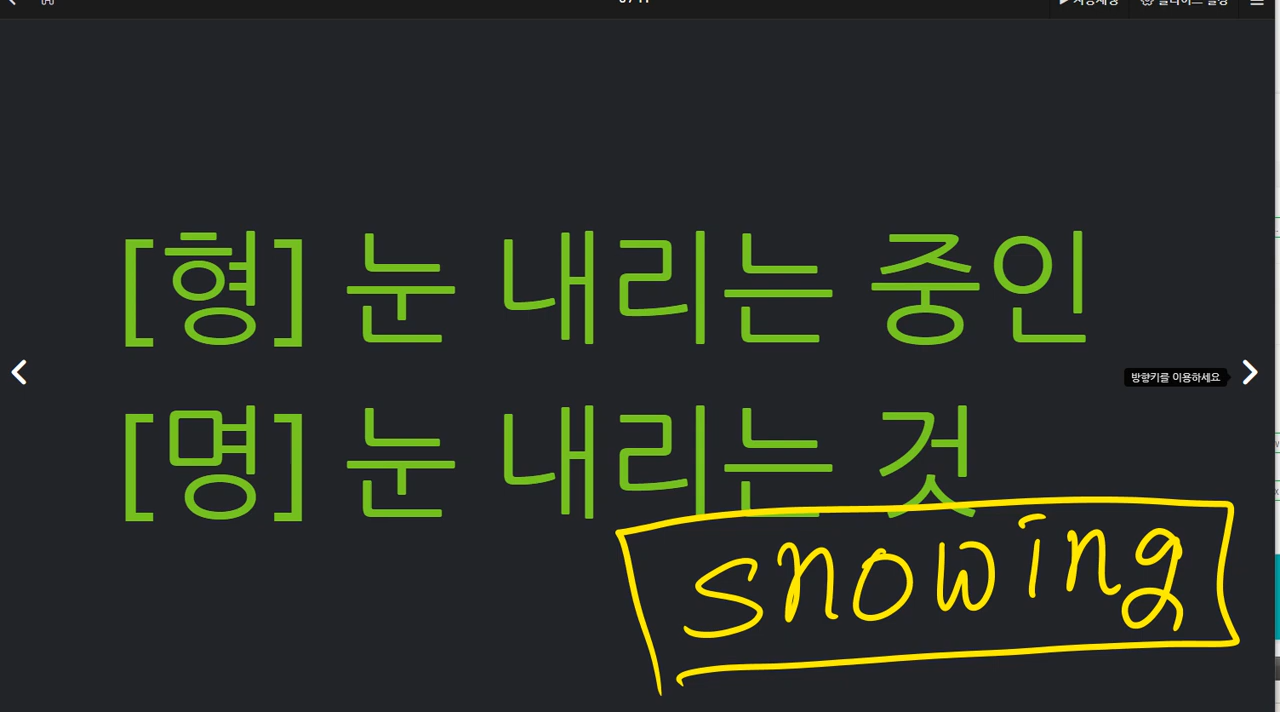 [형] 눈 내리는 중인
방향키를 이용하세요
[명] 눈 내리는 것
snowing